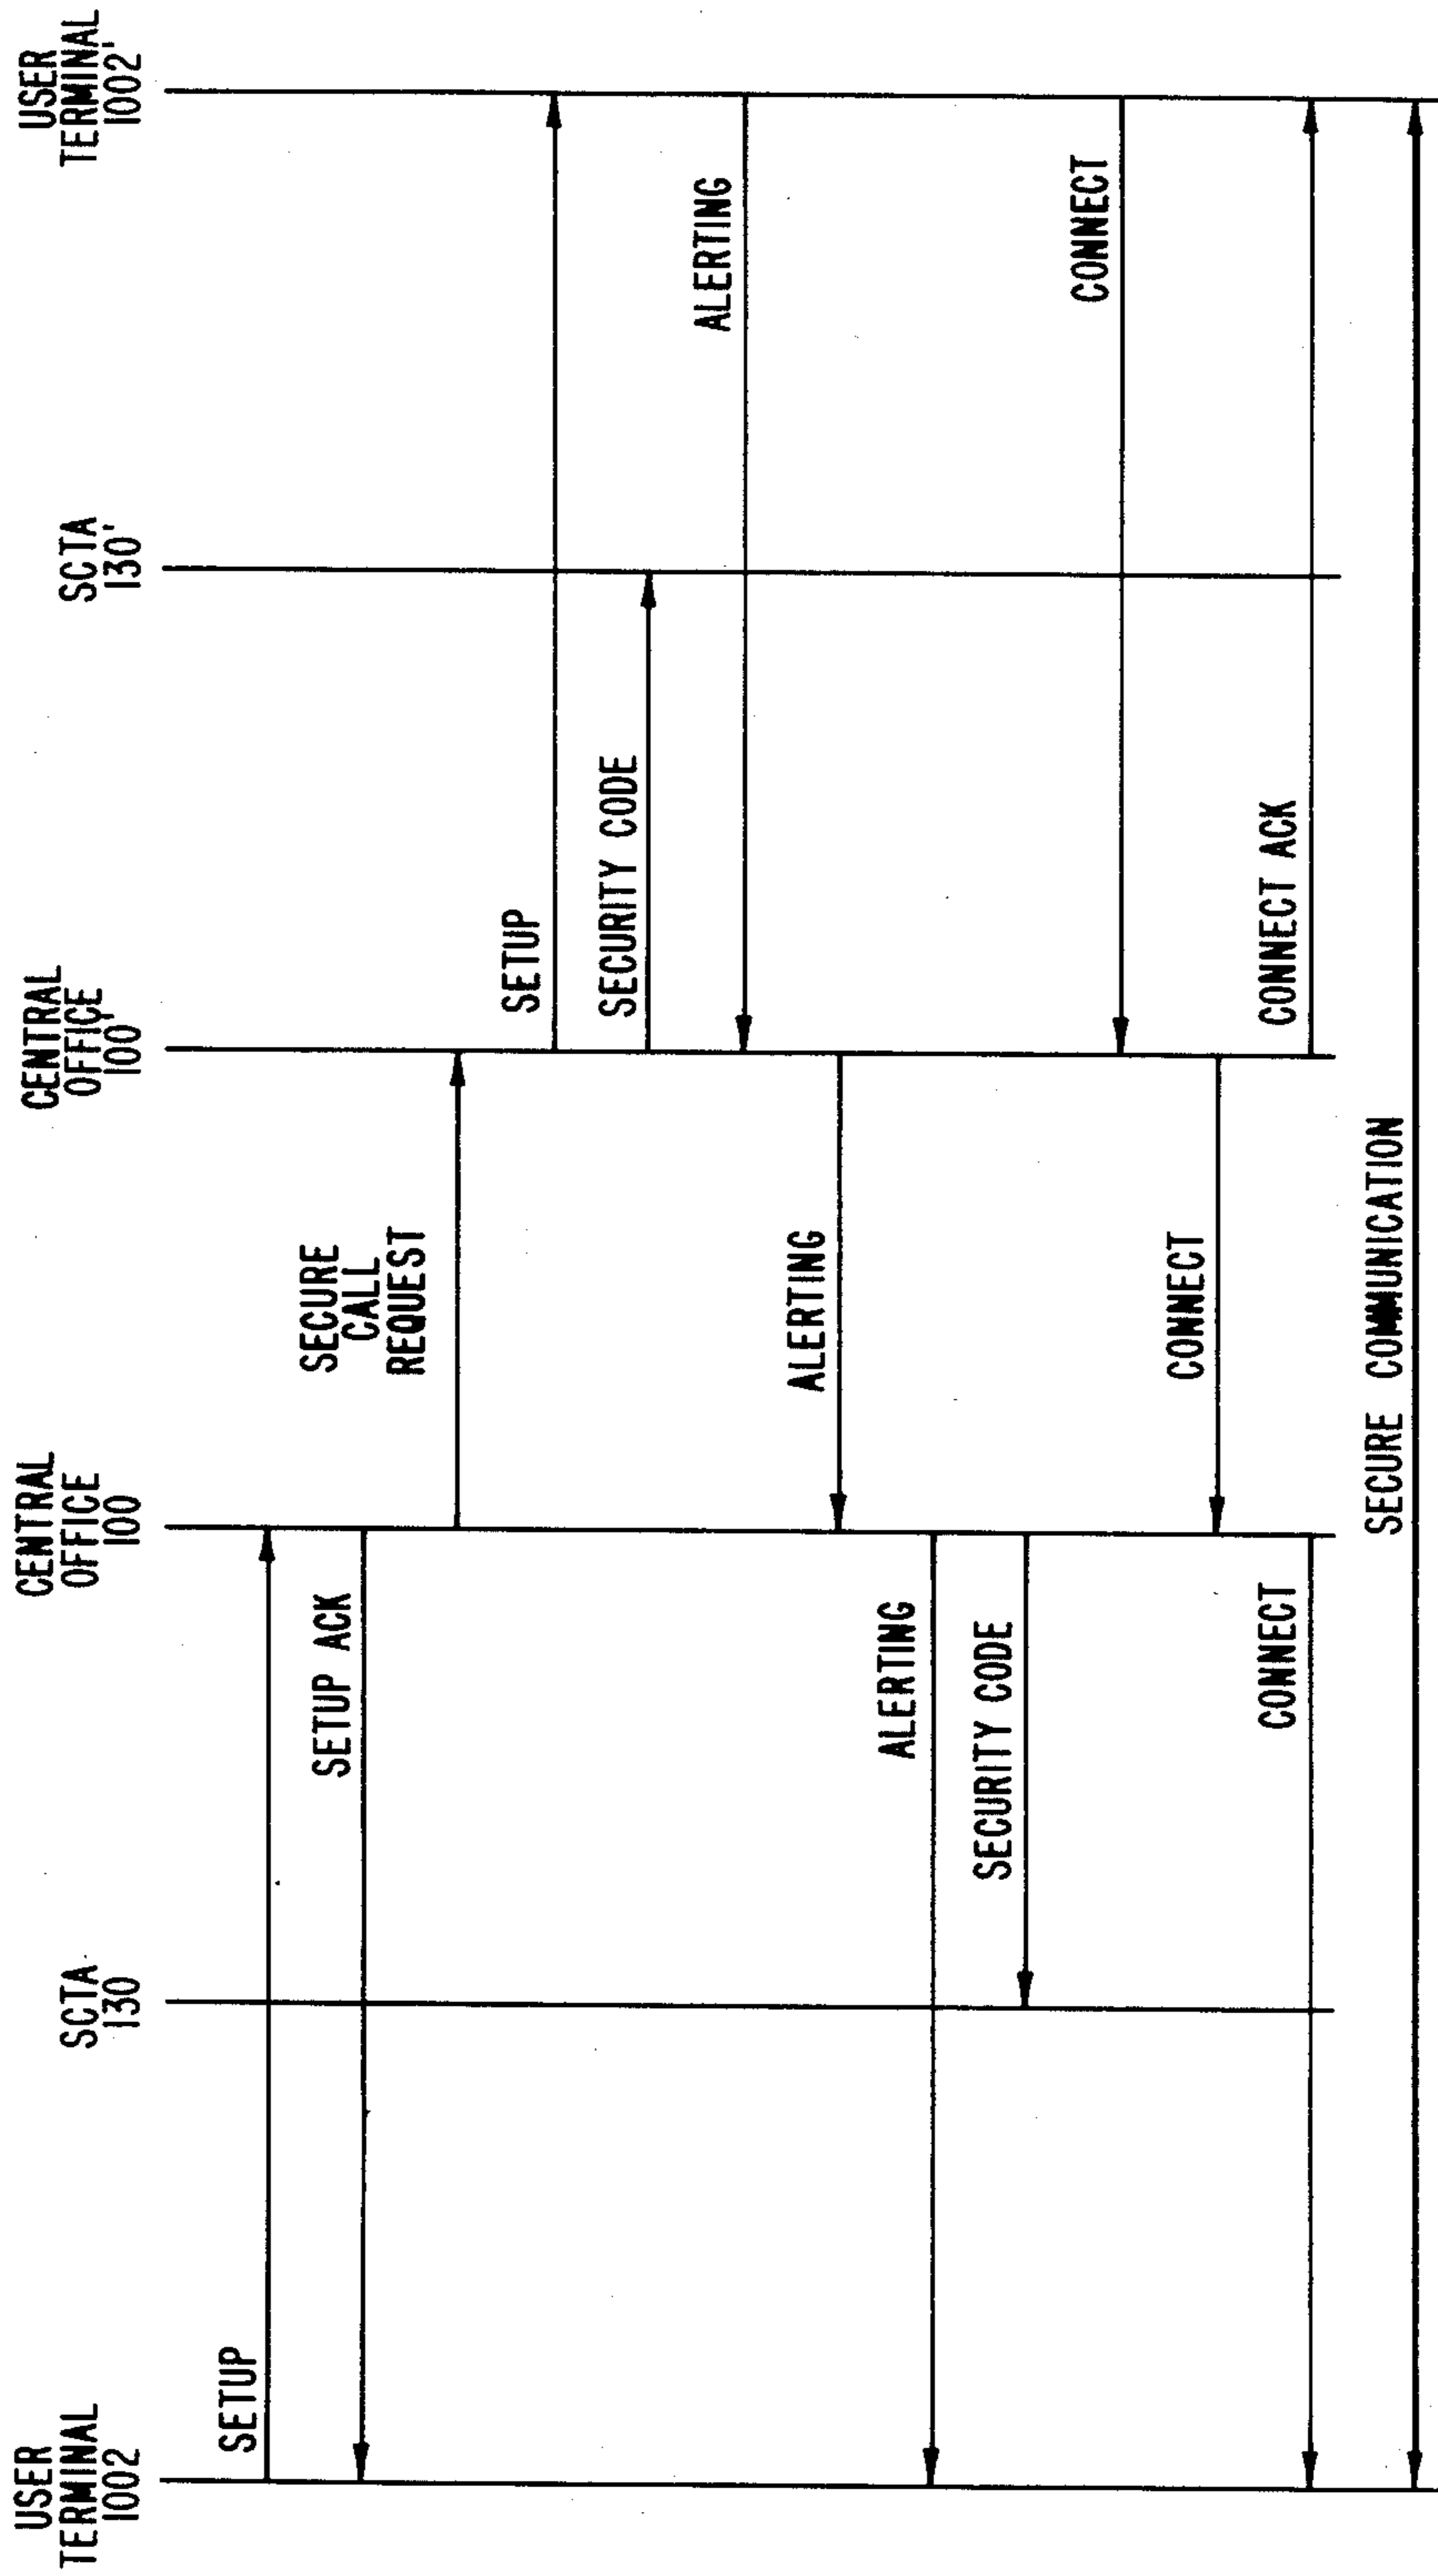 USER
TERMINAL
1002
SCTA
130
CENTRAL
OFFICE
100
CENTRAL
OFFICE'
100'
SCTA
130'
USER
TERMINAL
1002'
SETUP
SETUP ACK
SECURE
CALL
REQUEST
SETUP
SECURITY CODE
ALERTING
ALERTING
ALERTING
SECURITY CODE
CONNECT
CONNECT
CONNECT
CONNECT ACK
SECURE COMMUNICATION